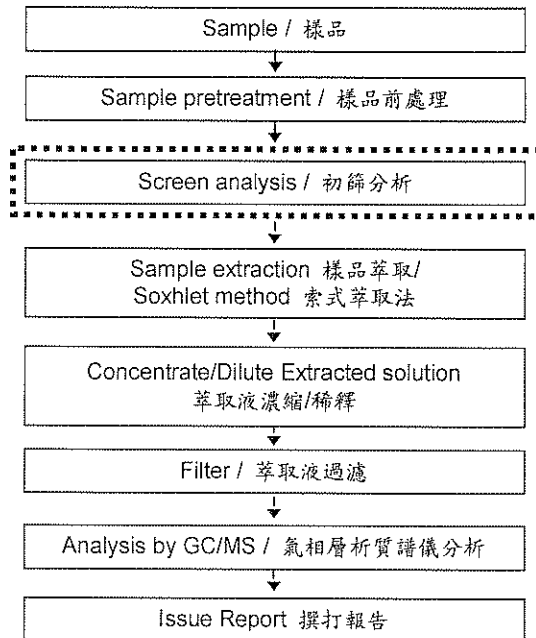 Sample / 樣品
Sample pretreatment / 樣品前處理
Screen analysis / 初篩分析
Sample extraction 樣品萃取/
Soxhlet method 索式萃取法
Concentrate/Dilute Extracted solution
萃取液濃縮/稀釋
Filter / 萃取液過濾
Analysis by GC/MS / 氣相層析質譜儀分析
Issue Report 撰打報告